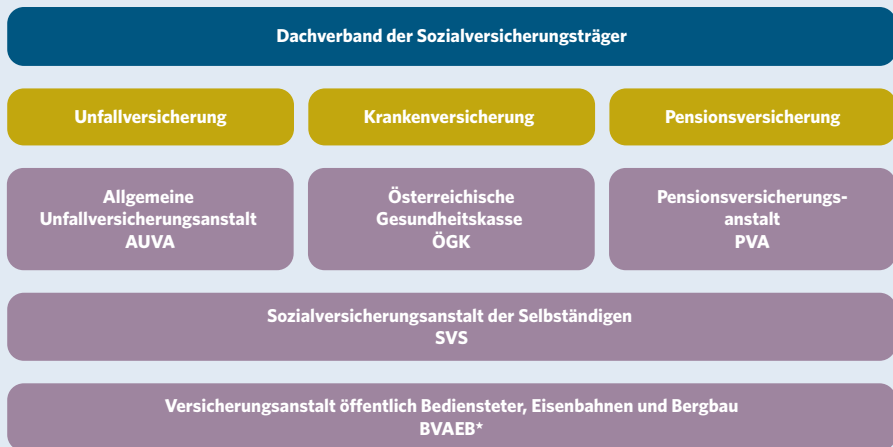 Dachverband der Sozialversicherungsträger
Unfallversicherung
Krankenversicherung
Pensionsversicherung
Allgemeine
Unfallversicherungsanstalt
AUVA
Österreichische
Gesundheitskasse
ÖGK
Pensionsversicherungs-
anstalt
PVA
Sozialversicherungsanstalt der Selbständigen
SVS
Versicherungsanstalt öffentlich Bediensteter, Eisenbahnen und Bergbau
BVAEB*